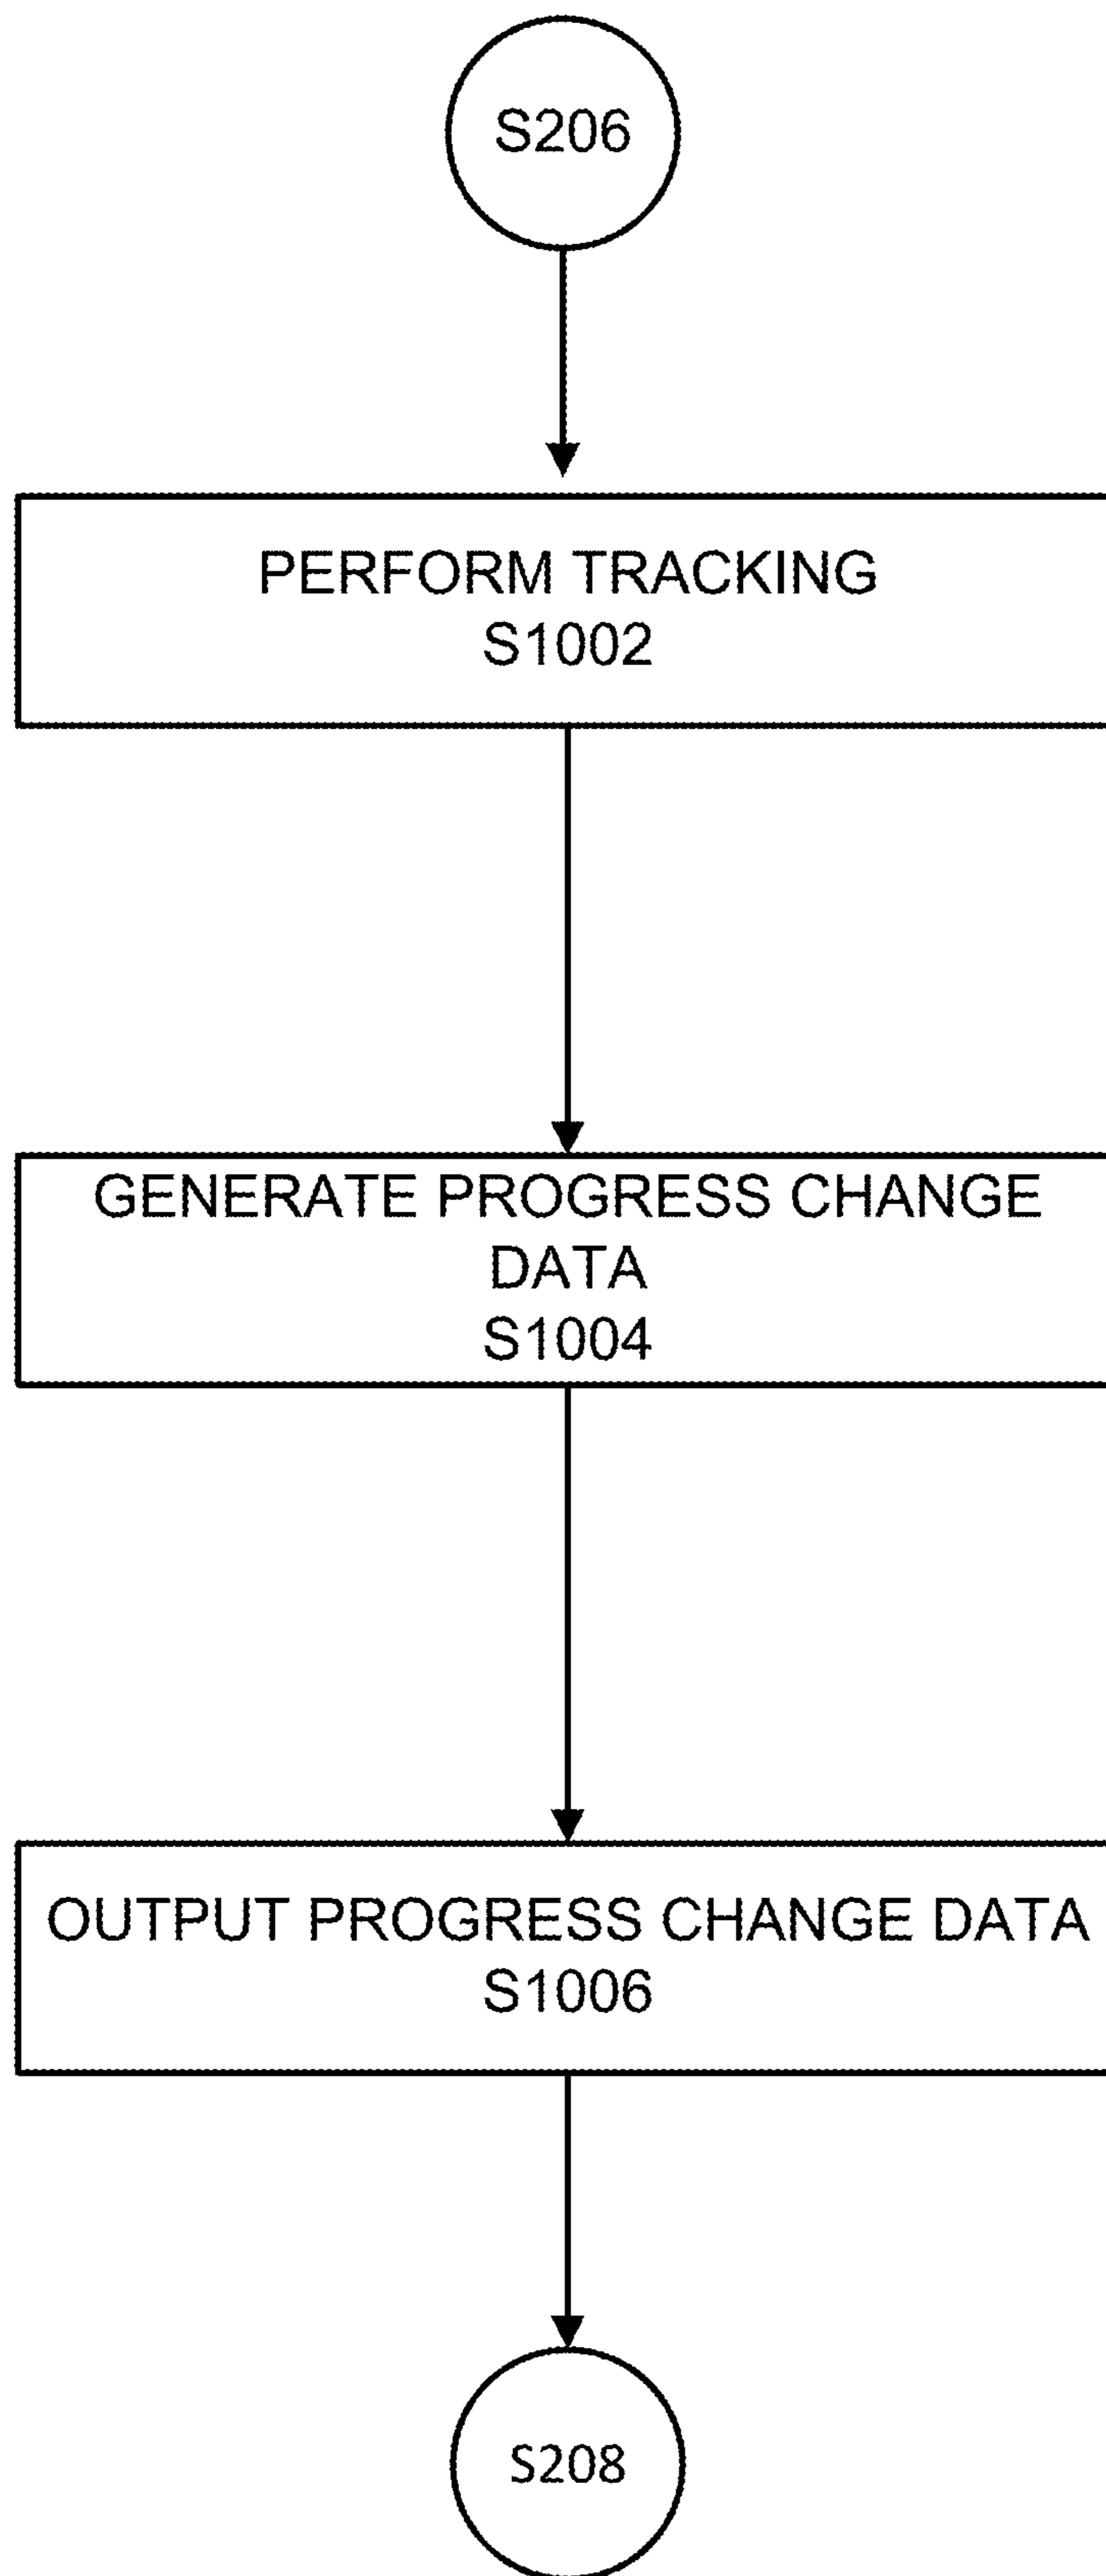 S206
PERFORM TRACKING
S1002
GENERATE PROGRESS CHANGE
DATA
S1004
OUTPUT PROGRESS CHANGE DATA
S1006
S208